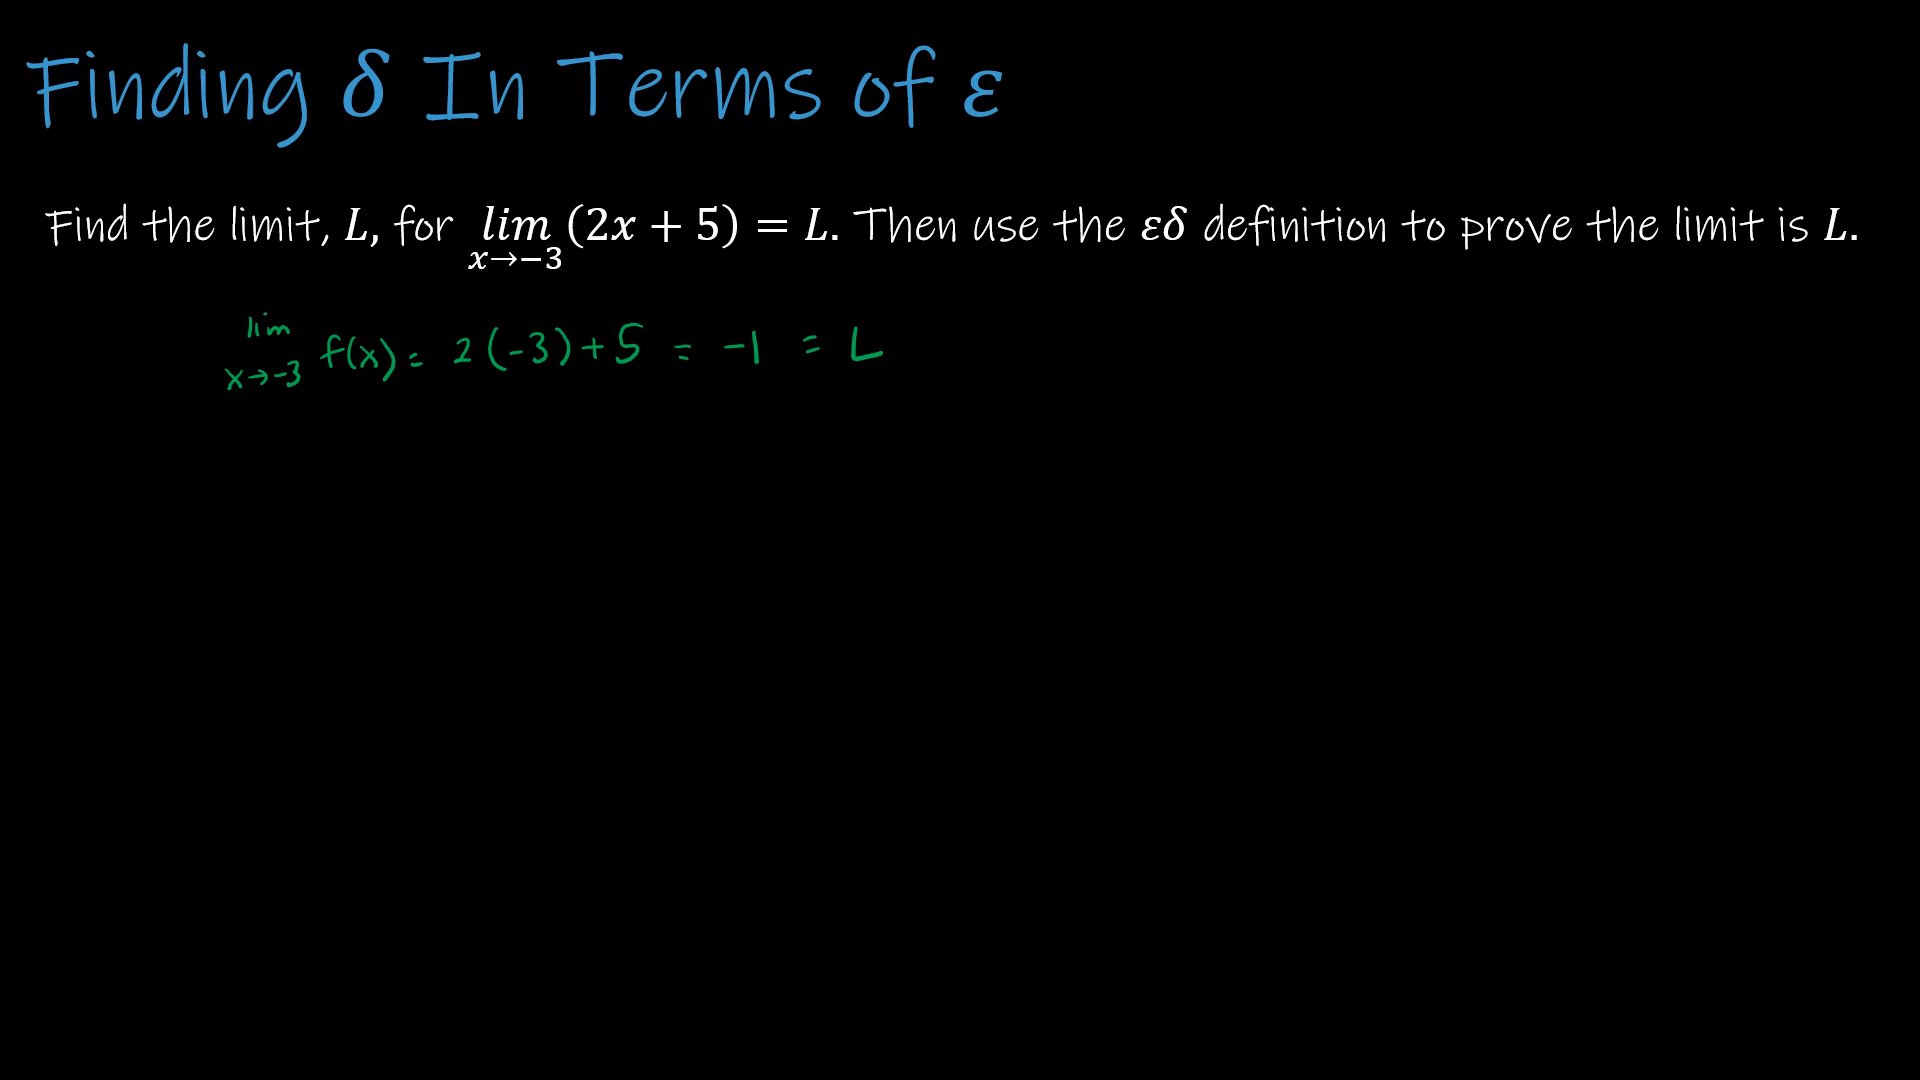 Finding δ In Terms of ε
Find the limit, L, for lim x→−3 (2x + 5) = L. Then use the εδ definition to prove the limit is L.
lim x→-3 f(x) = 2(-3)+5 = -1 = L